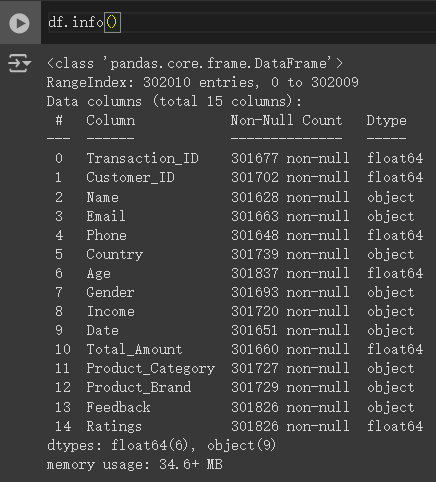 df.info()
<class 'pandas.core.frame.DataFrame'>
RangeIndex: 302010 entries, 0 to 302009
Data columns (total 15 columns):
 #   Column            Non-Null Count   Dtype
---  ------            --------------   -----
 0   Transaction_ID    301677 non-null  float64
 1   Customer_ID       301702 non-null  float64
 2   Name              301628 non-null  object
 3   Email             301663 non-null  object
 4   Phone             301648 non-null  float64
 5   Country           301739 non-null  object
 6   Age               301837 non-null  float64
 7   Gender            301693 non-null  object
 8   Income            301720 non-null  object
 9   Date              301651 non-null  object
 10  Total_Amount      301660 non-null  float64
 11  Product_Category  301727 non-null  object
 12  Product_Brand     301729 non-null  object
 13  Feedback          301826 non-null  object
 14  Ratings           301826 non-null  float64
dtypes: float64(6), object(9)
memory usage: 34.6+ MB